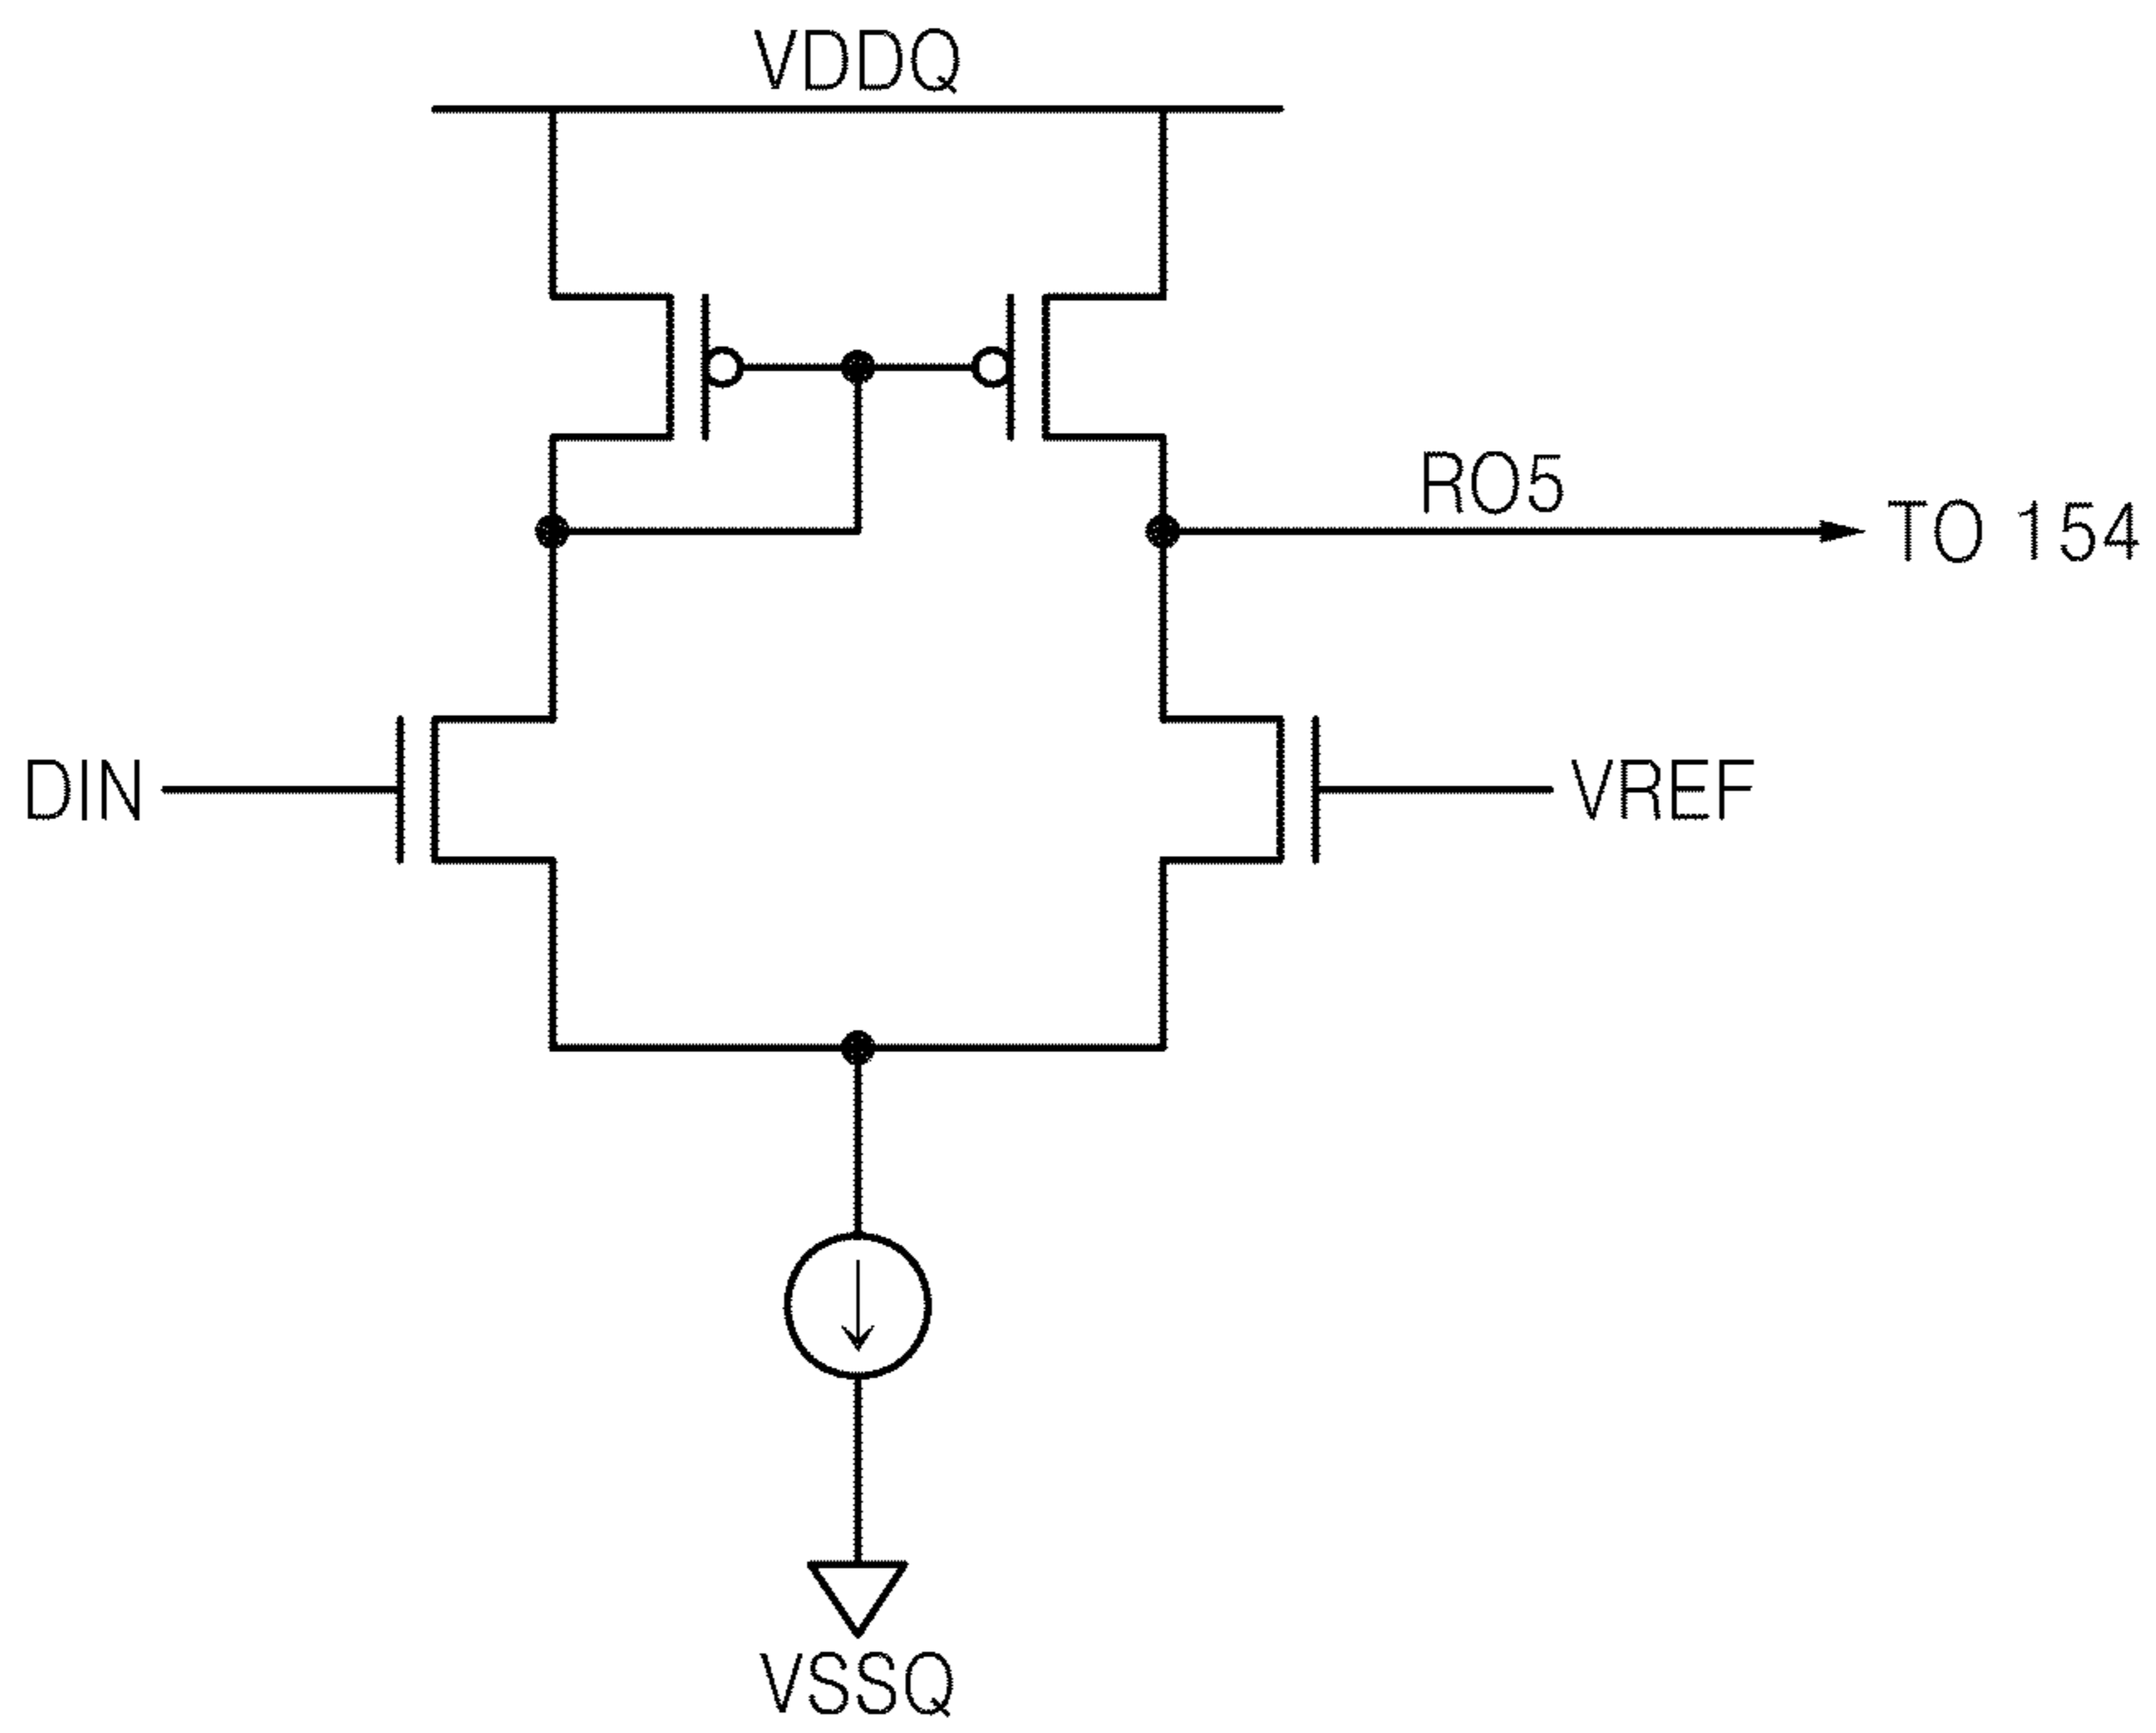 VDDQ
RO5
TO 154
DIN
VREF
VSSQ